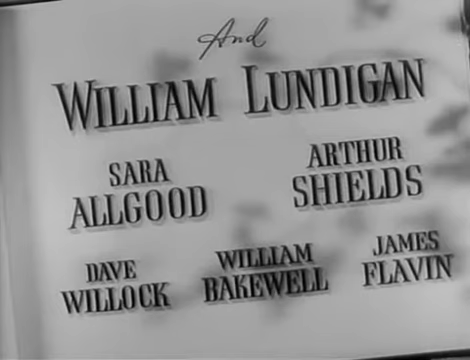 And
WILLIAM LUNDIGAN
SARA
ALLGOOD
ARTHUR
SHIELDS
DAVE
WILLOCK
WILLIAM
BAKEWELL
JAMES
FLAVIN